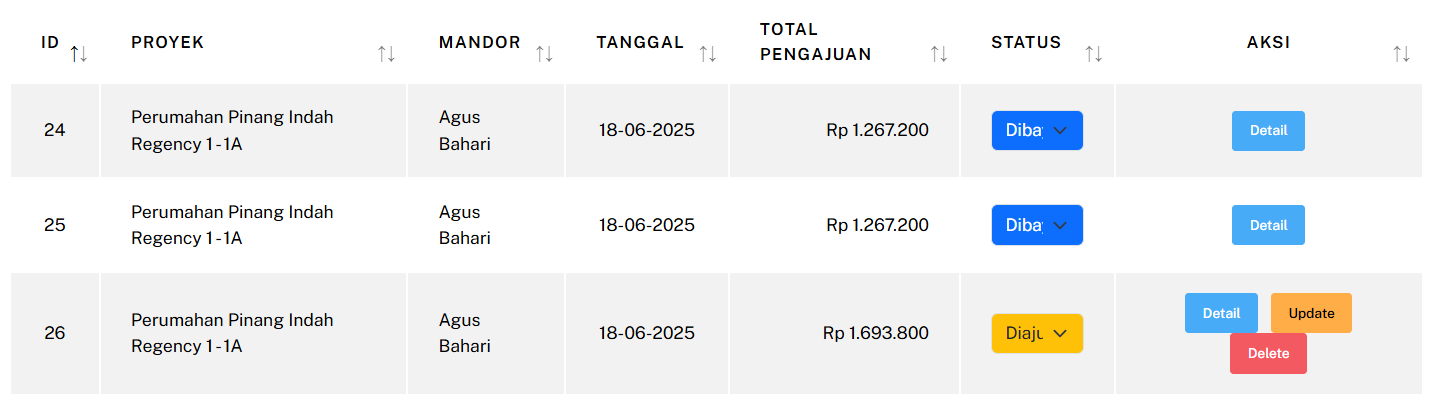 ID PROYEK MANDOR TANGGAL TOTAL PENGAJUAN STATUS AKSI
24 Perumahan Pinang Indah Regency 1 - 1A Agus Bahari 18-06-2025 Rp 1.267.200 Detail
25 Perumahan Pinang Indah Regency 1 - 1A Agus Bahari 18-06-2025 Rp 1.267.200 Detail
26 Perumahan Pinang Indah Regency 1 - 1A Agus Bahari 18-06-2025 Rp 1.693.800 Detail Update
Delete